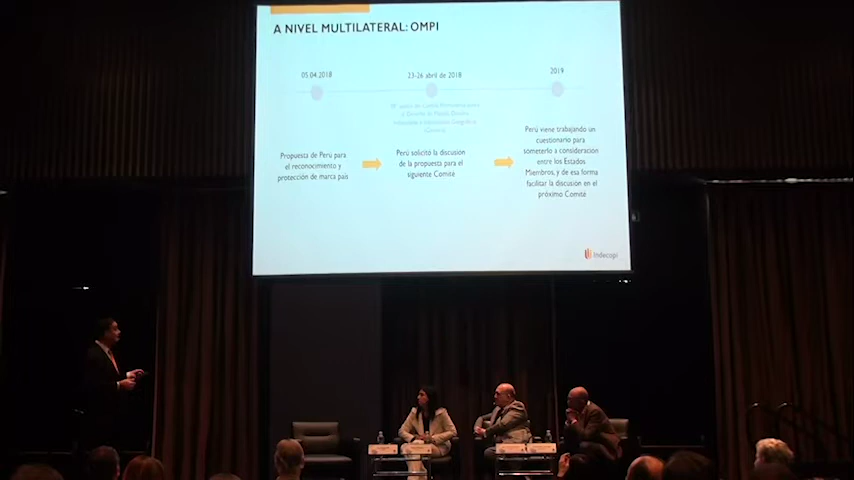 A NIVEL MULTILATERAL: OMPI
05.04.2018
23-26 abril de 2018
2019
Propuesta de Perú para
el reconocimiento y
protección de marca país
Perú solicitó la discusión
de la propuesta para el
siguiente Comité
Perú viene trabajando un
cuestionario para
someterlo a consideración
entre los Estados
Miembros, y de esa forma
facilitar la discusión en el
próximo Comité
Indecopi